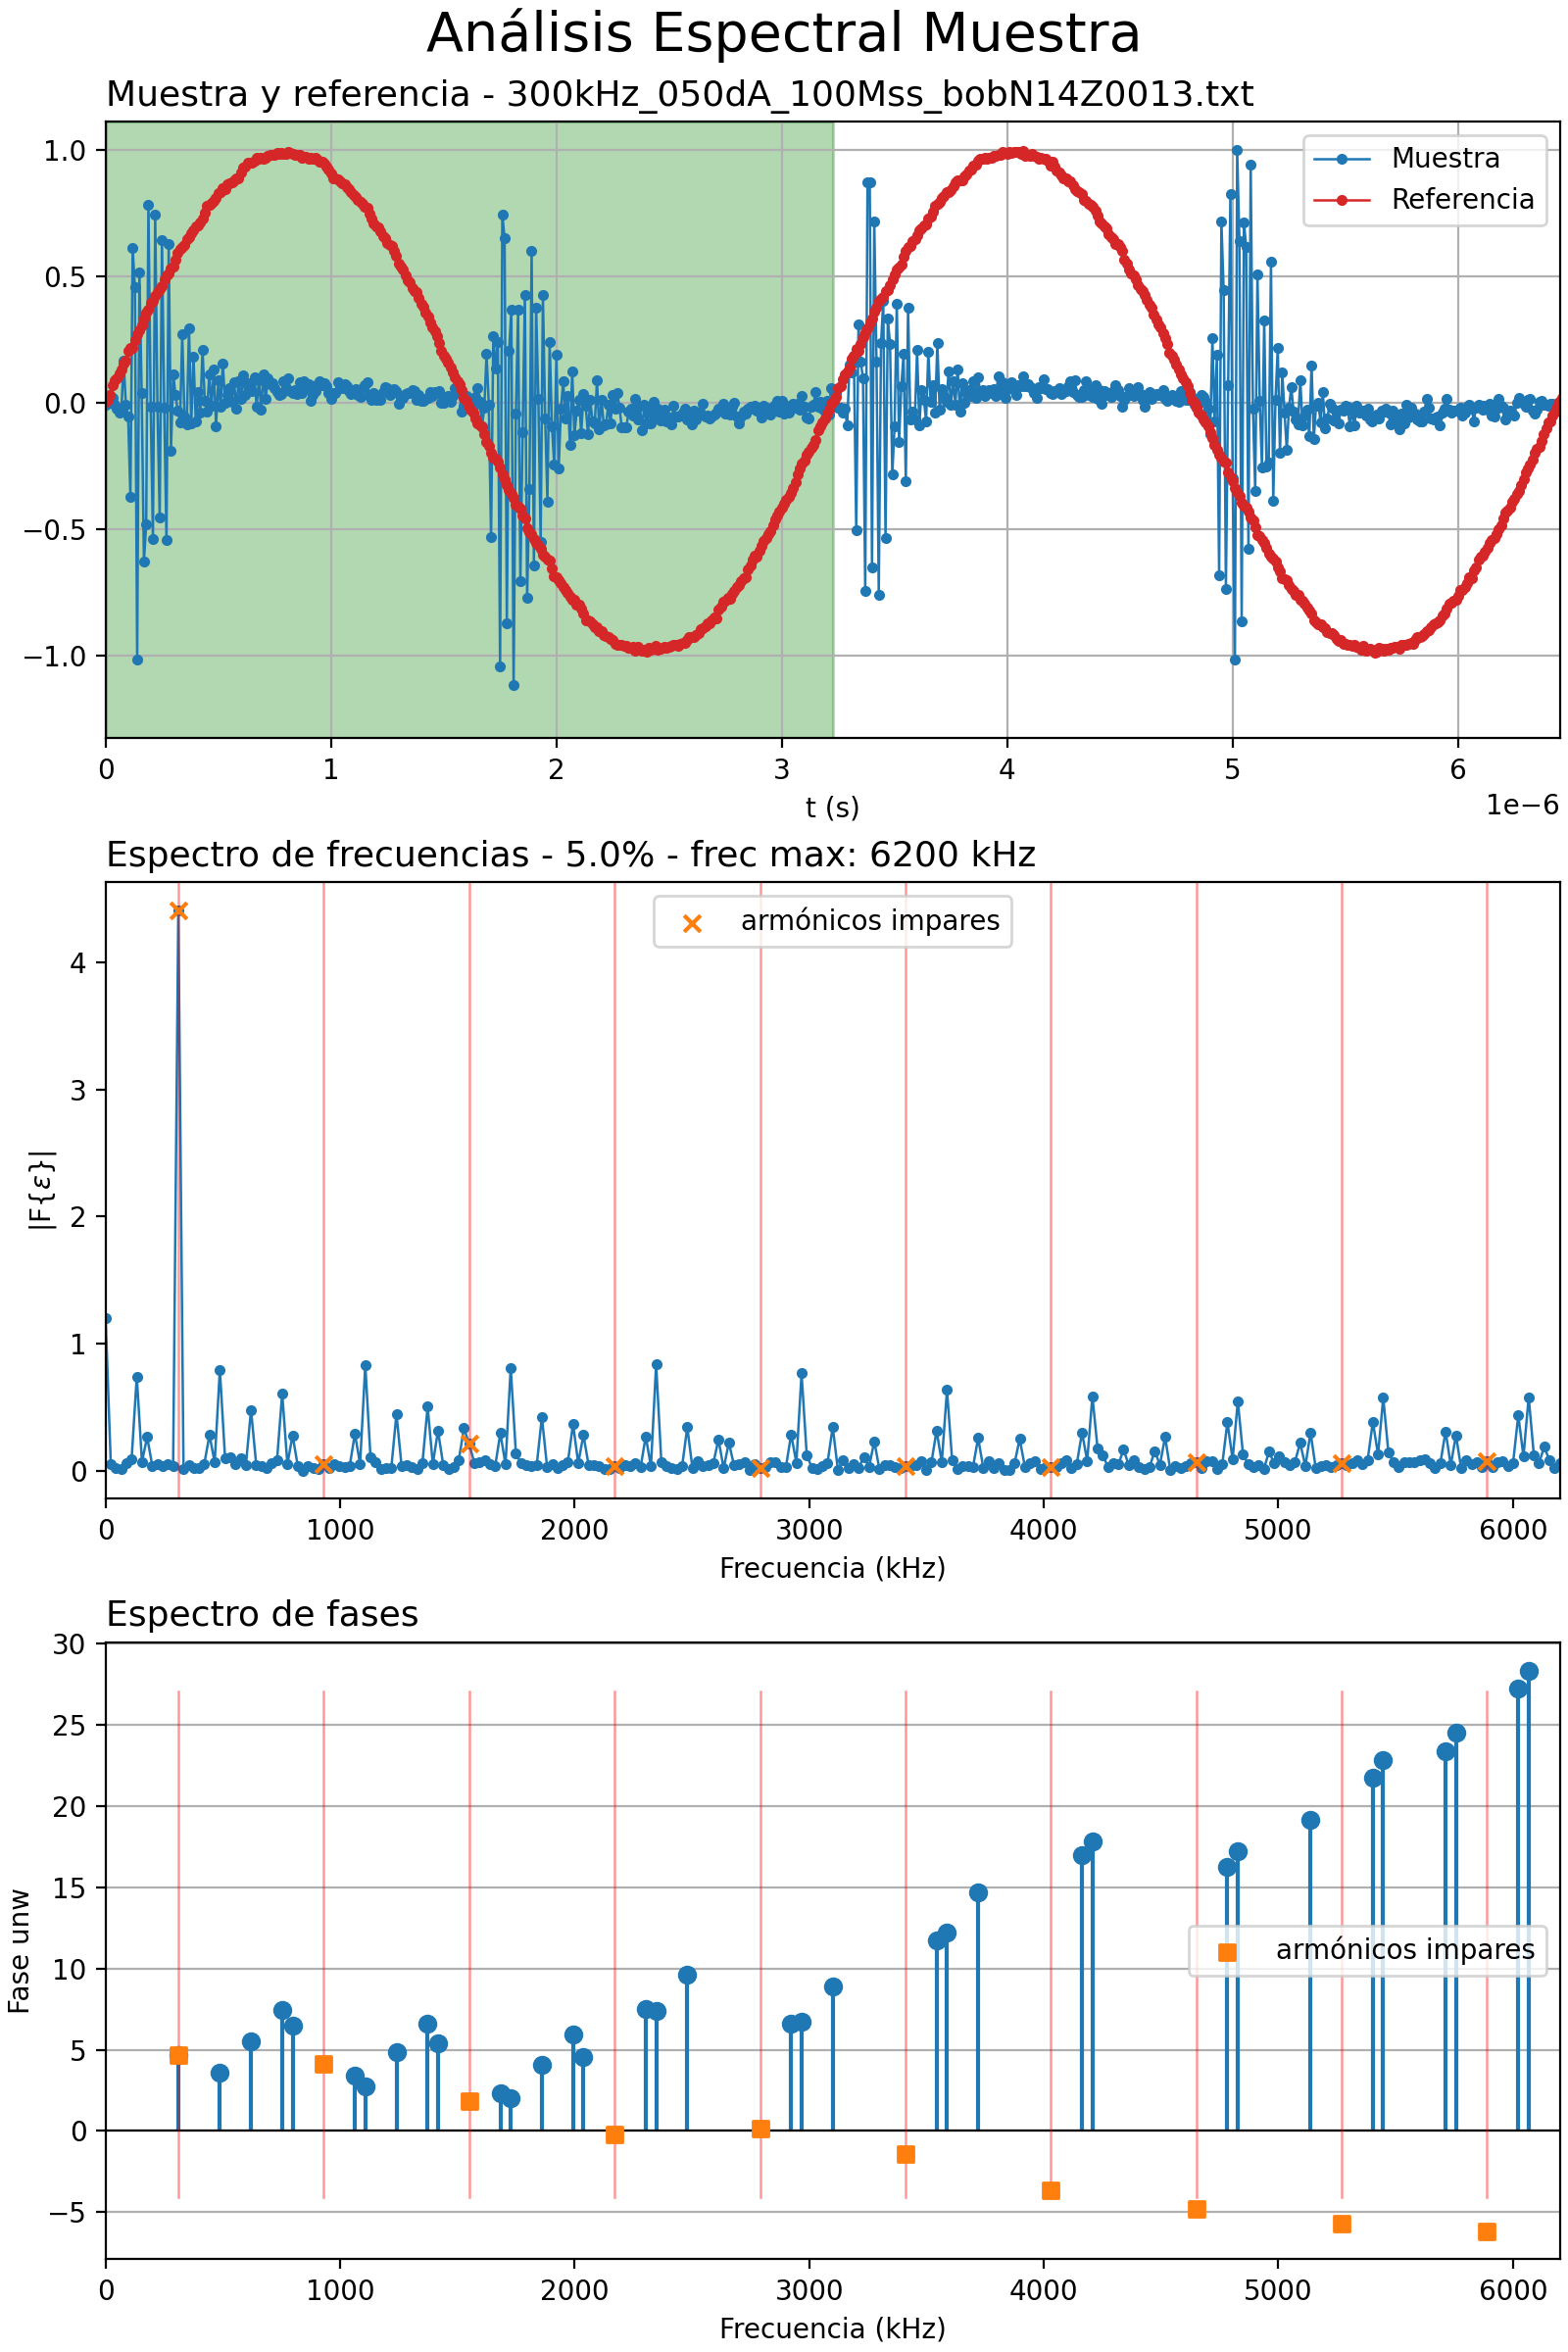 Análisis Espectral Muestra
Muestra y referencia - 300kHz_050dA_100Mss_bobN14Z0013.txt
1.0
0.5
0.0
−0.5
−1.0
Muestra
Referencia
0 1 2 3 4 5 6
t (s)
1e−6
Espectro de frecuencias - 5.0% - frec max: 6200 kHz
armónicos impares
|F{ε}|
4
3
2
1
0
0 1000 2000 3000 4000 5000 6000
Frecuencia (kHz)
Espectro de fases
Fase unw
30
25
20
15
10
5
0
−5
armónicos impares
0 1000 2000 3000 4000 5000 6000
Frecuencia (kHz)